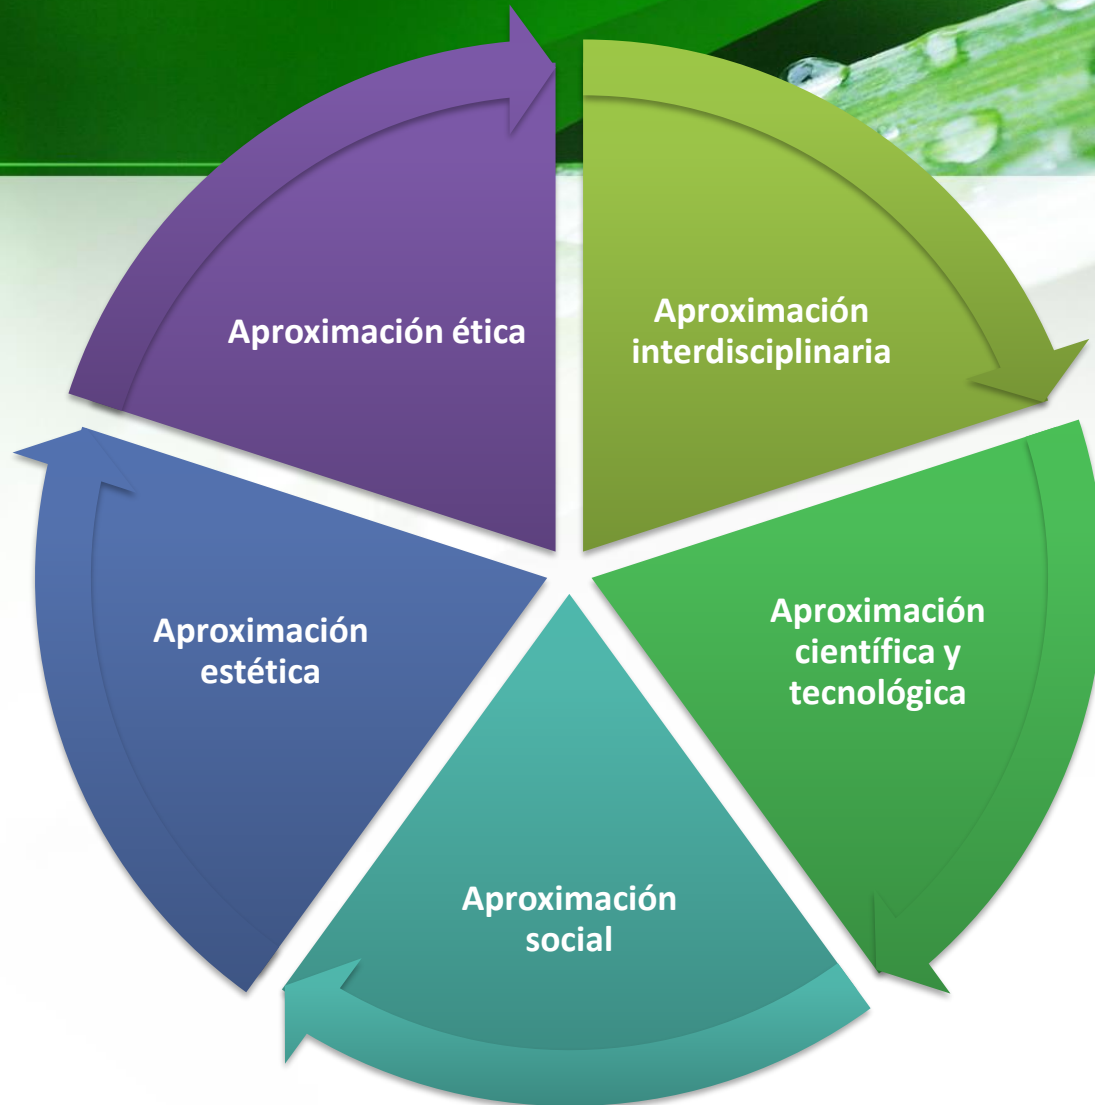 Aproximación ética
Aproximación
interdisciplinaria
Aproximación
científica y
tecnológica
Aproximación
social
Aproximación
estética